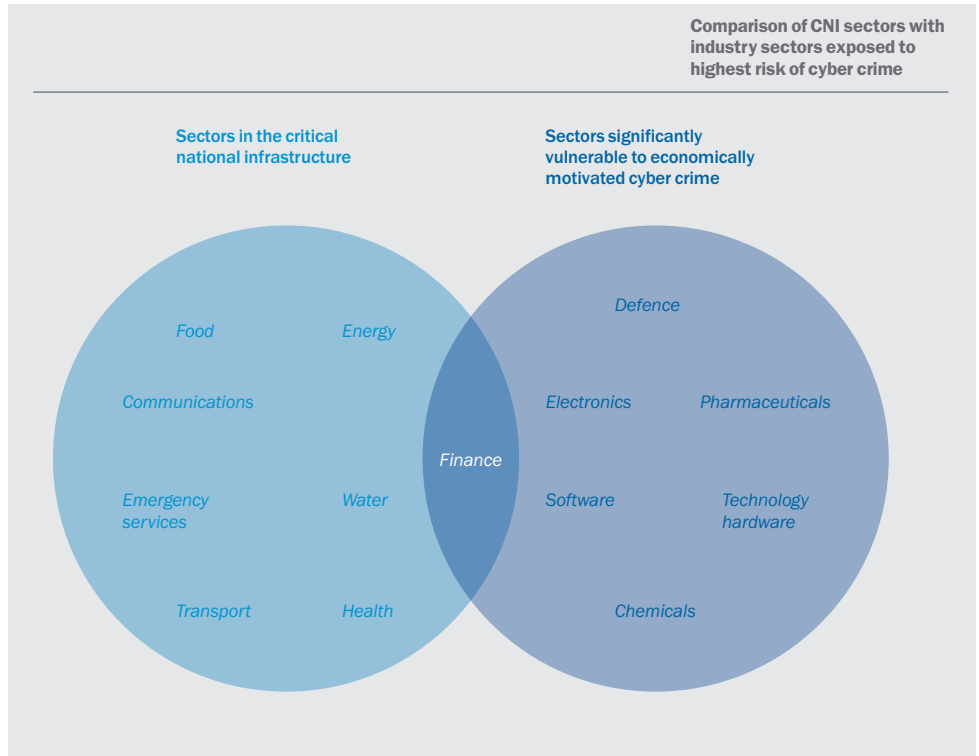 Comparison of CNI sectors with
industry sectors exposed to
highest risk of cyber crime
Sectors in the critical
national infrastructure
Sectors significantly
vulnerable to economically
motivated cyber crime
Food
Energy
Communications
Emergency
services
Water
Transport
Health
Finance
Defence
Electronics
Pharmaceuticals
Software
Technology
hardware
Chemicals